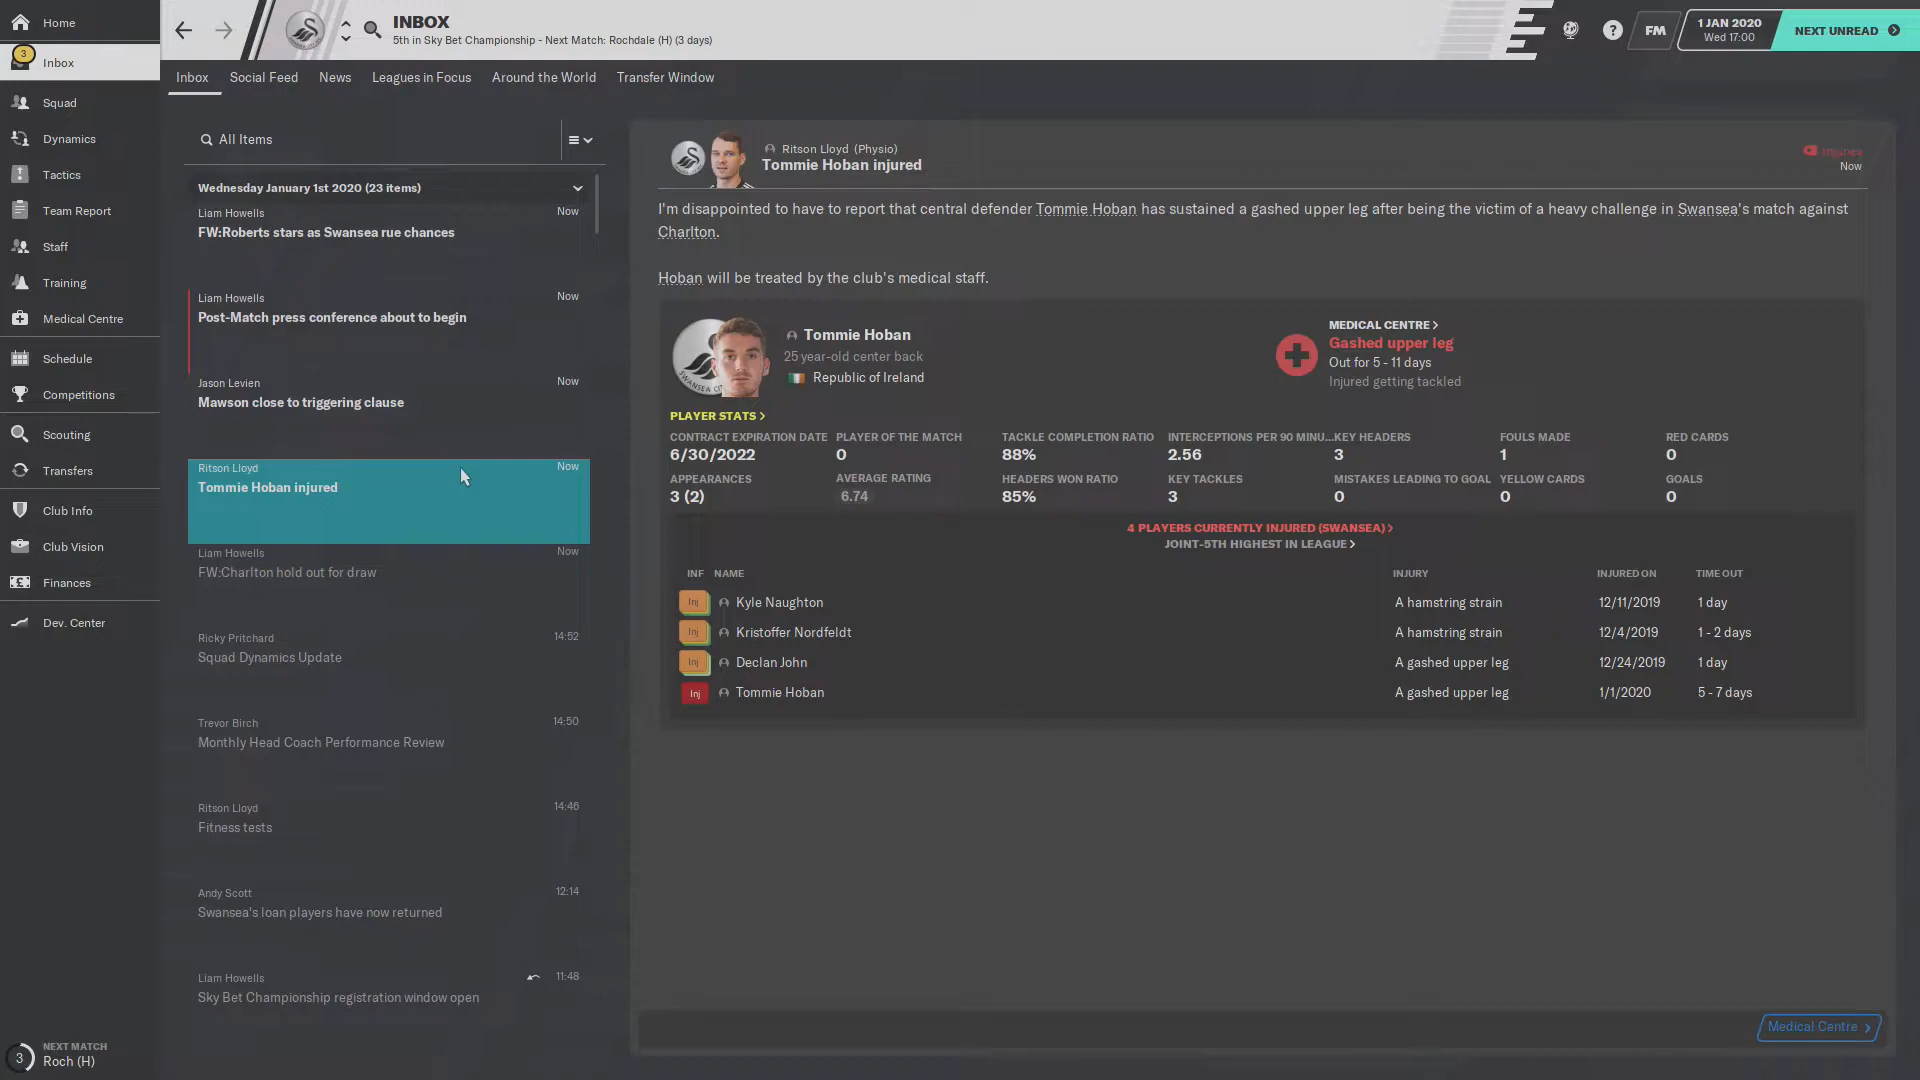 Home
3
Inbox
Squad
Dynamics
Tactics
Team Report
Staff
Training
Medical Centre
Schedule
Competitions
Scouting
Transfers
Club Info
Club Vision
Finances
Dev. Center
3
NEXT MATCH
Roch (H)
INBOX
5th in Sky Bet Championship - Next Match: Rochdale (H) (3 days)
?
FM
1 JAN 2020
Wed 17:00
NEXT UNREAD
Inbox Social Feed News Leagues in Focus Around the World Transfer Window
All Items
Wednesday January 1st 2020 (23 items)
Liam Howells Now
FW:Roberts stars as Swansea rue chances
Liam Howells Now
Post-Match press conference about to begin
Jason Levien Now
Mawson close to triggering clause
Ritson Lloyd Now
Tommie Hoban injured
Liam Howells Now
FW:Charlton hold out for draw
Ricky Pritchard 14:52
Squad Dynamics Update
Trevor Birch 14:50
Monthly Head Coach Performance Review
Ritson Lloyd 14:46
Fitness tests
Andy Scott 12:14
Swansea's loan players have now returned
Liam Howells 11:48
Sky Bet Championship registration window open
Ritson Lloyd (Physio)
Tommie Hoban injured
Injuries
Now
I'm disappointed to have to report that central defender Tommie Hoban has sustained a gashed upper leg after being the victim of a heavy challenge in Swansea's match against
Charlton.
Hoban will be treated by the club's medical staff.
SWANSEA CI
Tommie Hoban
25 year-old center back
Republic of Ireland
MEDICAL CENTRE >
Gashed upper leg
Out for 5 - 11 days
Injured getting tackled
PLAYER STATS >
CONTRACT EXPIRATION DATE PLAYER OF THE MATCH TACKLE COMPLETION RATIO INTERCEPTIONS PER 90 MINU... KEY HEADERS FOULS MADE RED CARDS
6/30/2022 0 88% 2.56 3 1 0
APPEARANCES AVERAGE RATING HEADERS WON RATIO KEY TACKLES MISTAKES LEADING TO GOAL YELLOW CARDS GOALS
3 (2) 6.74 85% 3 0 0 0
4 PLAYERS CURRENTLY INJURED (SWANSEA) >
JOINT-5TH HIGHEST IN LEAGUE >
INF NAME INJURY INJURED ON TIME OUT
Inj Kyle Naughton A hamstring strain 12/11/2019 1 day
Inj Kristoffer Nordfeldt A hamstring strain 12/4/2019 1 - 2 days
Inj Declan John A gashed upper leg 12/24/2019 1 day
Inj Tommie Hoban A gashed upper leg 1/1/2020 5 - 7 days
Medical Centre >